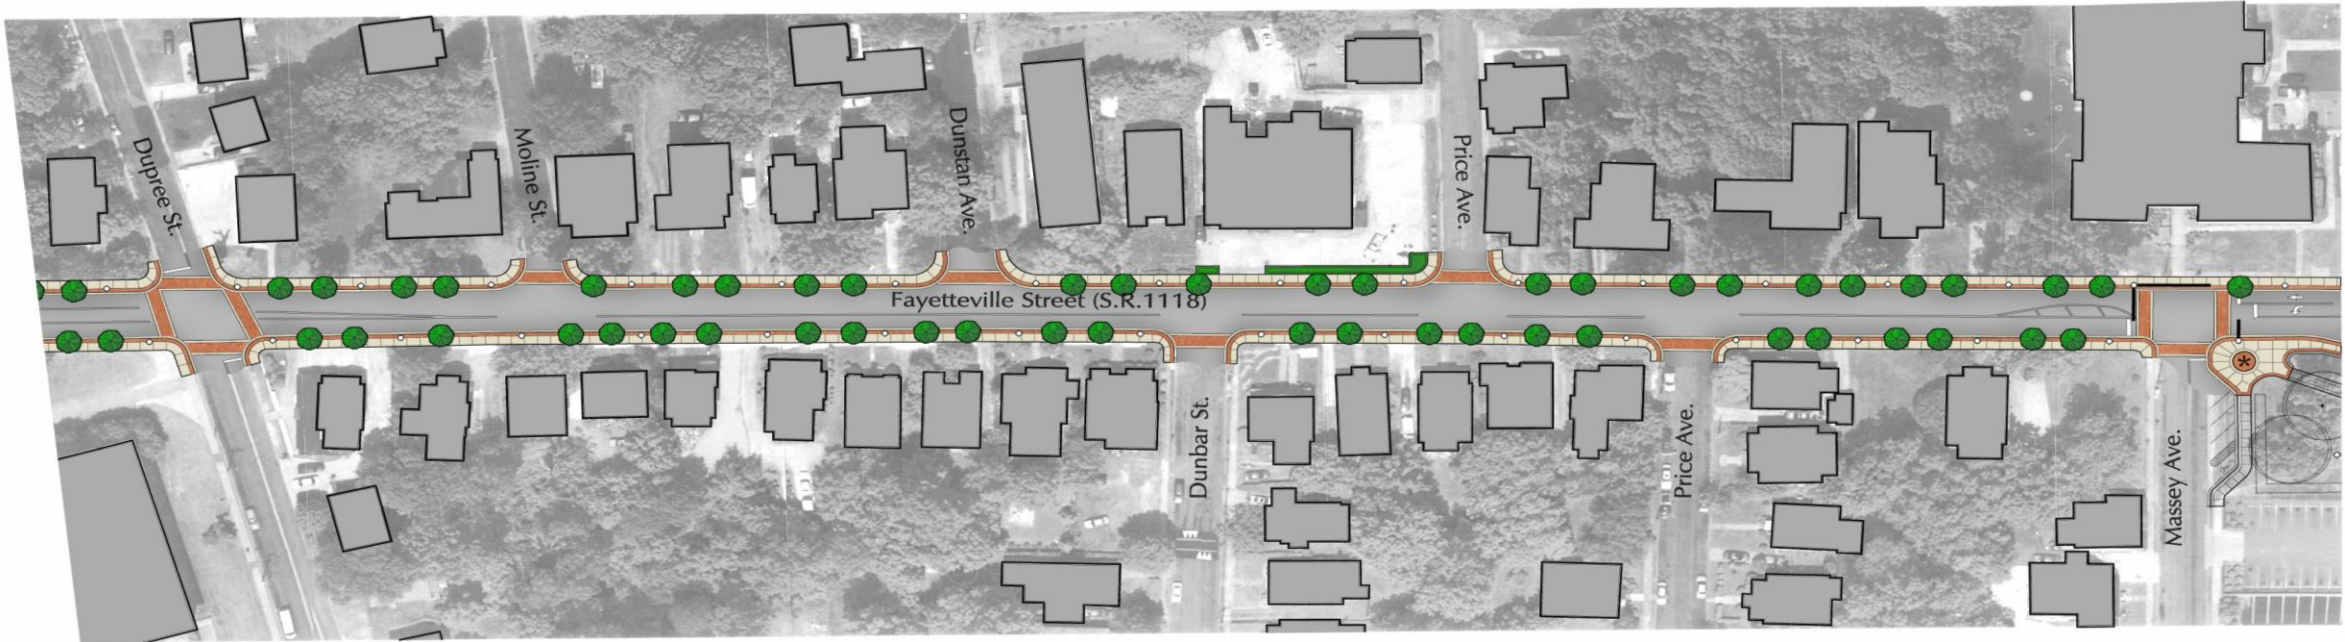 Dupree St.
Moline St.
Dunstan Ave.
Price Ave.
Fayetteville Street (S.R.1118)
Dunbar St.
Price Ave.
Massey Ave.